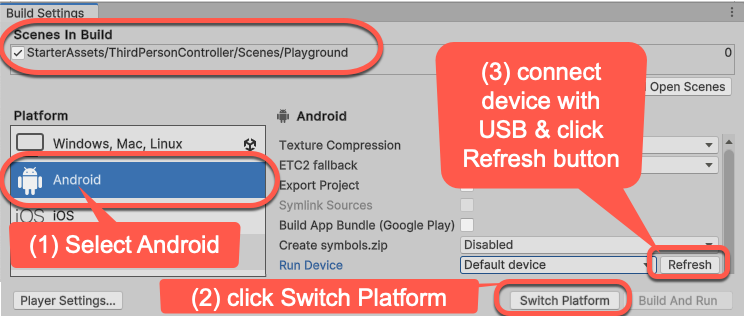 Build Settings
Scenes In Build
StarterAssets/ThirdPersonController/Scenes/Playground
0
Open Scenes
(3) connect
device with
USB & click
Refresh button
Platform
Windows, Mac, Linux
Android
iOS iOS
(1) Select Android
Android
Texture Compression
ETC2 fallback
Export Project
Symlink Sources
Build App Bundle (Google Play)
Create symbols.zip Disabled
Run Device Default device Refresh
(2) click Switch Platform
Player Settings... Switch Platform Build And Run